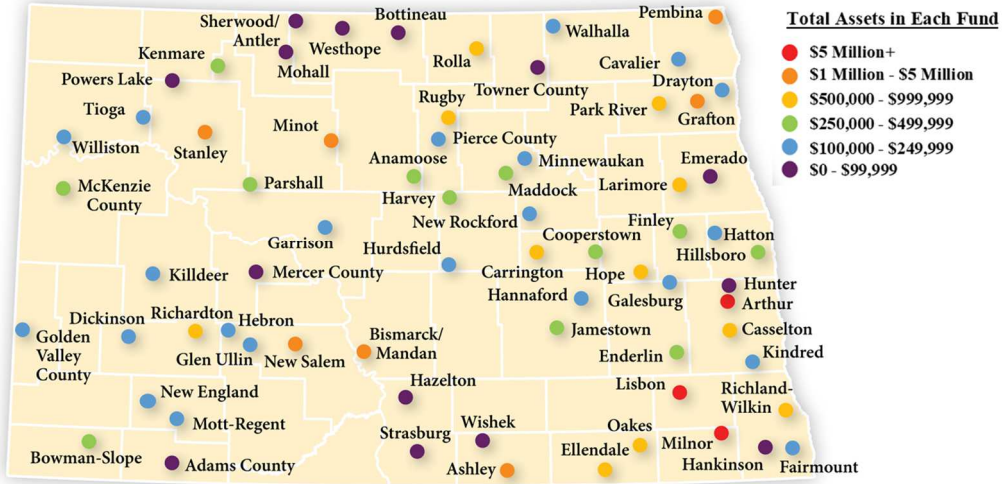 Sherwood/
Antler
Westhope
Bottineau
Pembina
Total Assets in Each Fund
Kenmare
Mohall
Rolla
Walhalla
Cavalier
$5 Million+
Powers Lake
Towner County
Drayton
$1 Million - $5 Million
Tioga
Rugby
Park River
Grafton
$500,000 - $999,999
Williston
Stanley
Minot
Pierce County
$250,000 - $499,999
Anamoose
Minnewaukan
Emerado
$100,000 - $249,999
McKenzie
County
Parshall
Harvey
Maddock
Larimore
$0 - $99,999
Garrison
New Rockford
Finley
Hatton
Hurdsfield
Cooperstown
Hillsboro
Killdeer
Mercer County
Carrington
Hope
Hunter
Hannaford
Galesburg
Arthur
Golden
Valley
County
Dickinson
Richardton
Hebron
Bismarck/
Mandan
Jamestown
Casselton
Glen Ullin
New Salem
Enderlin
Kindred
New England
Hazelton
Lisbon
Richland-
Wilkin
Mott-Regent
Strasburg
Wishek
Oakes
Milnor
Bowman-Slope
Adams County
Ashley
Ellendale
Hankinson
Fairmount